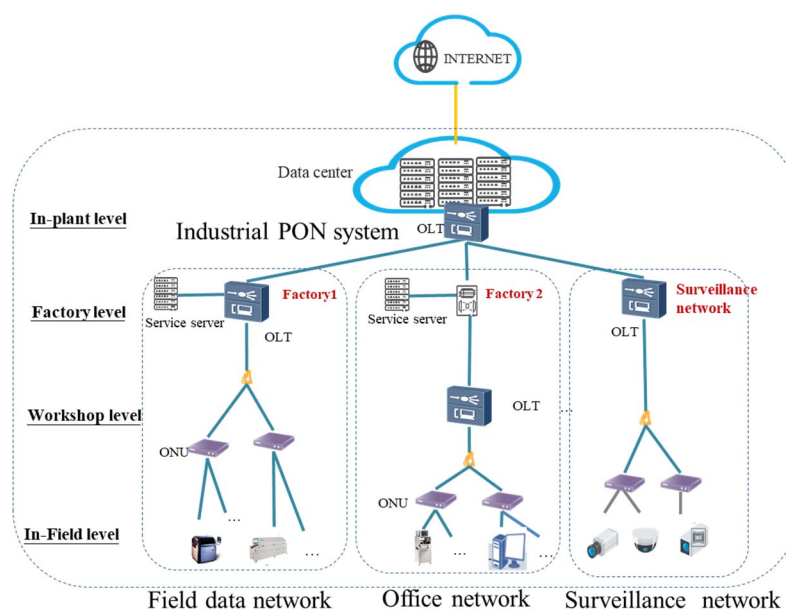 INTERNET
Data center
In-plant level
OLT
Industrial PON system
Factory1
Factory 2
Surveillance
network
Service server
Service server
Factory level
OLT
OLT
Workshop level
OLT
...
ONU
ONU
In-Field level
...
...
...
...
Field data network
Office network
Surveillance network